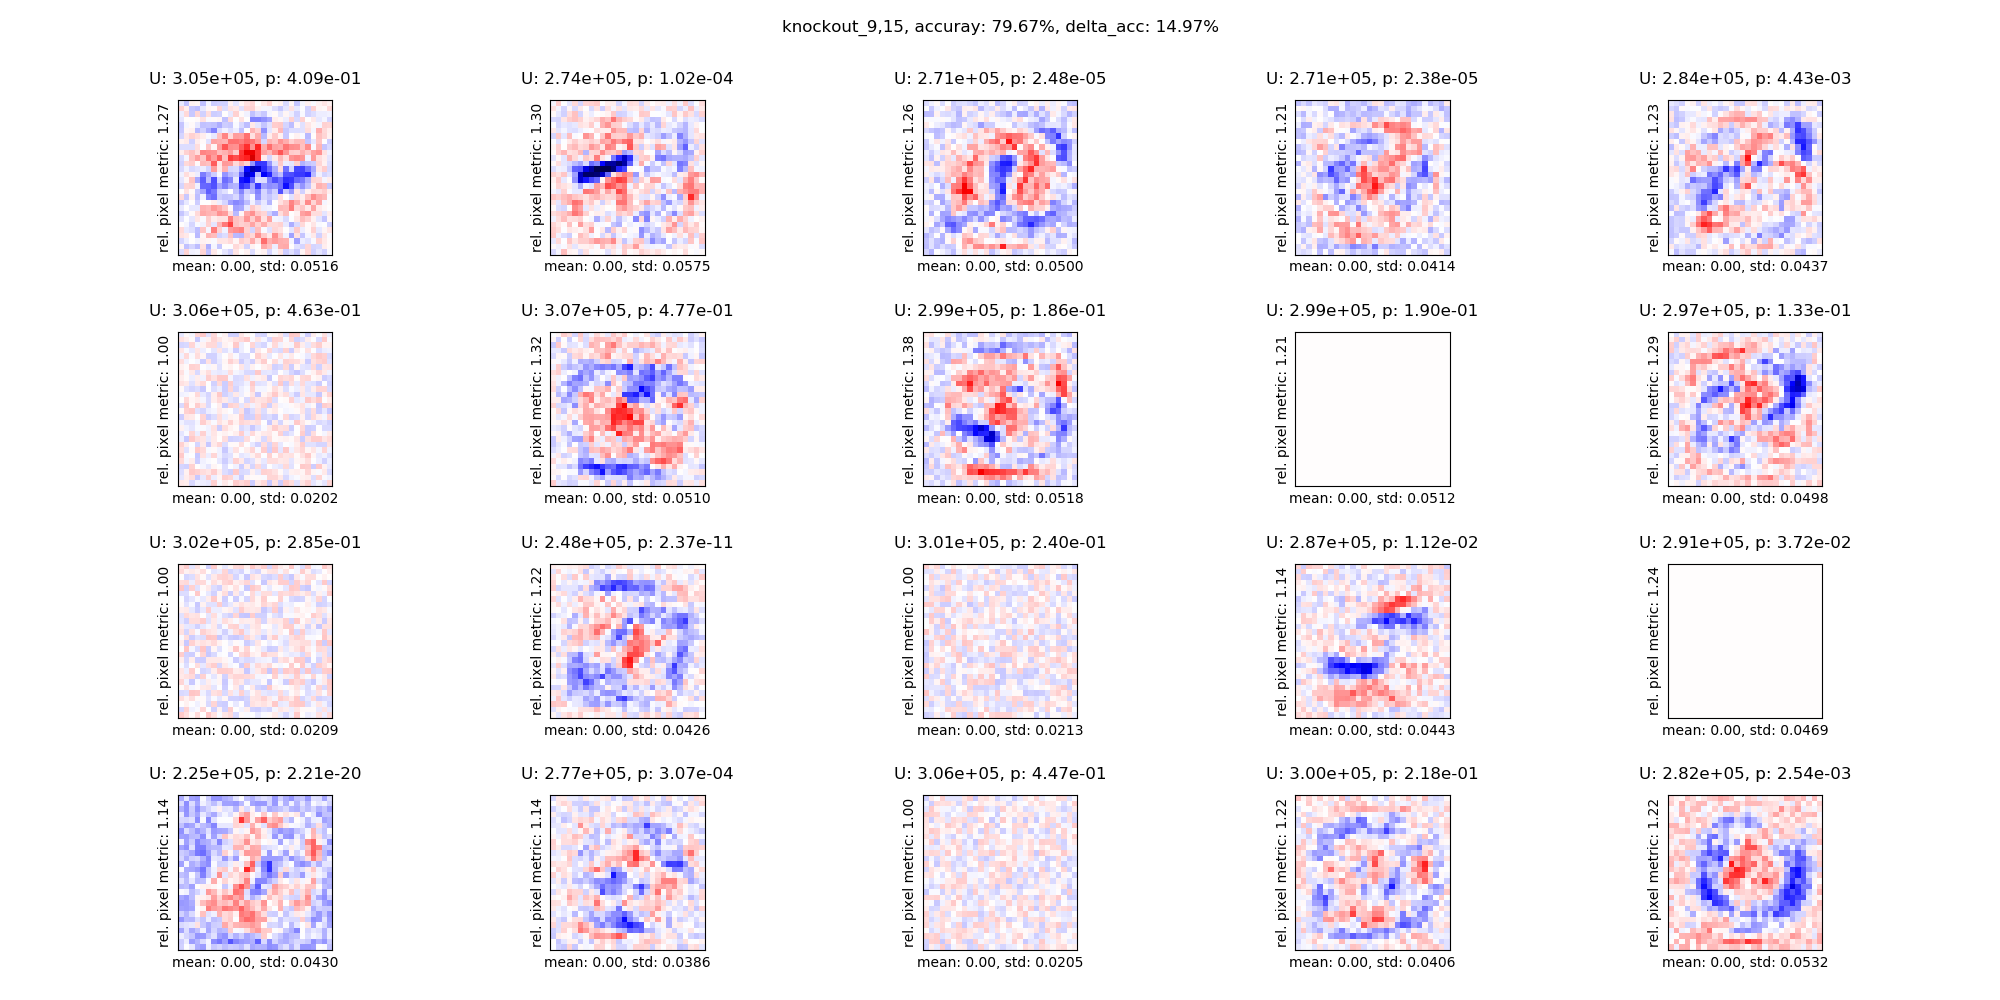 knockout_9,15, accuray: 79.67%, delta_acc: 14.97%
U: 3.05e+05, p: 4.09e-01
rel. pixel metric: 1.27
mean: 0.00, std: 0.0516
U: 2.74e+05, p: 1.02e-04
rel. pixel metric: 1.30
mean: 0.00, std: 0.0575
U: 2.71e+05, p: 2.48e-05
rel. pixel metric: 1.26
mean: 0.00, std: 0.0500
U: 2.71e+05, p: 2.38e-05
rel. pixel metric: 1.21
mean: 0.00, std: 0.0414
U: 2.84e+05, p: 4.43e-03
rel. pixel metric: 1.23
mean: 0.00, std: 0.0437
U: 3.06e+05, p: 4.63e-01
rel. pixel metric: 1.00
mean: 0.00, std: 0.0202
U: 3.07e+05, p: 4.77e-01
rel. pixel metric: 1.32
mean: 0.00, std: 0.0510
U: 2.99e+05, p: 1.86e-01
rel. pixel metric: 1.38
mean: 0.00, std: 0.0518
U: 2.99e+05, p: 1.90e-01
rel. pixel metric: 1.21
mean: 0.00, std: 0.0512
U: 2.97e+05, p: 1.33e-01
rel. pixel metric: 1.29
mean: 0.00, std: 0.0498
U: 3.02e+05, p: 2.85e-01
rel. pixel metric: 1.00
mean: 0.00, std: 0.0209
U: 2.48e+05, p: 2.37e-11
rel. pixel metric: 1.22
mean: 0.00, std: 0.0426
U: 3.01e+05, p: 2.40e-01
rel. pixel metric: 1.00
mean: 0.00, std: 0.0213
U: 2.87e+05, p: 1.12e-02
rel. pixel metric: 1.14
mean: 0.00, std: 0.0443
U: 2.91e+05, p: 3.72e-02
rel. pixel metric: 1.24
mean: 0.00, std: 0.0469
U: 2.25e+05, p: 2.21e-20
rel. pixel metric: 1.14
mean: 0.00, std: 0.0430
U: 2.77e+05, p: 3.07e-04
rel. pixel metric: 1.14
mean: 0.00, std: 0.0386
U: 3.06e+05, p: 4.47e-01
rel. pixel metric: 1.00
mean: 0.00, std: 0.0205
U: 3.00e+05, p: 2.18e-01
rel. pixel metric: 1.22
mean: 0.00, std: 0.0406
U: 2.82e+05, p: 2.54e-03
rel. pixel metric: 1.22
mean: 0.00, std: 0.0532